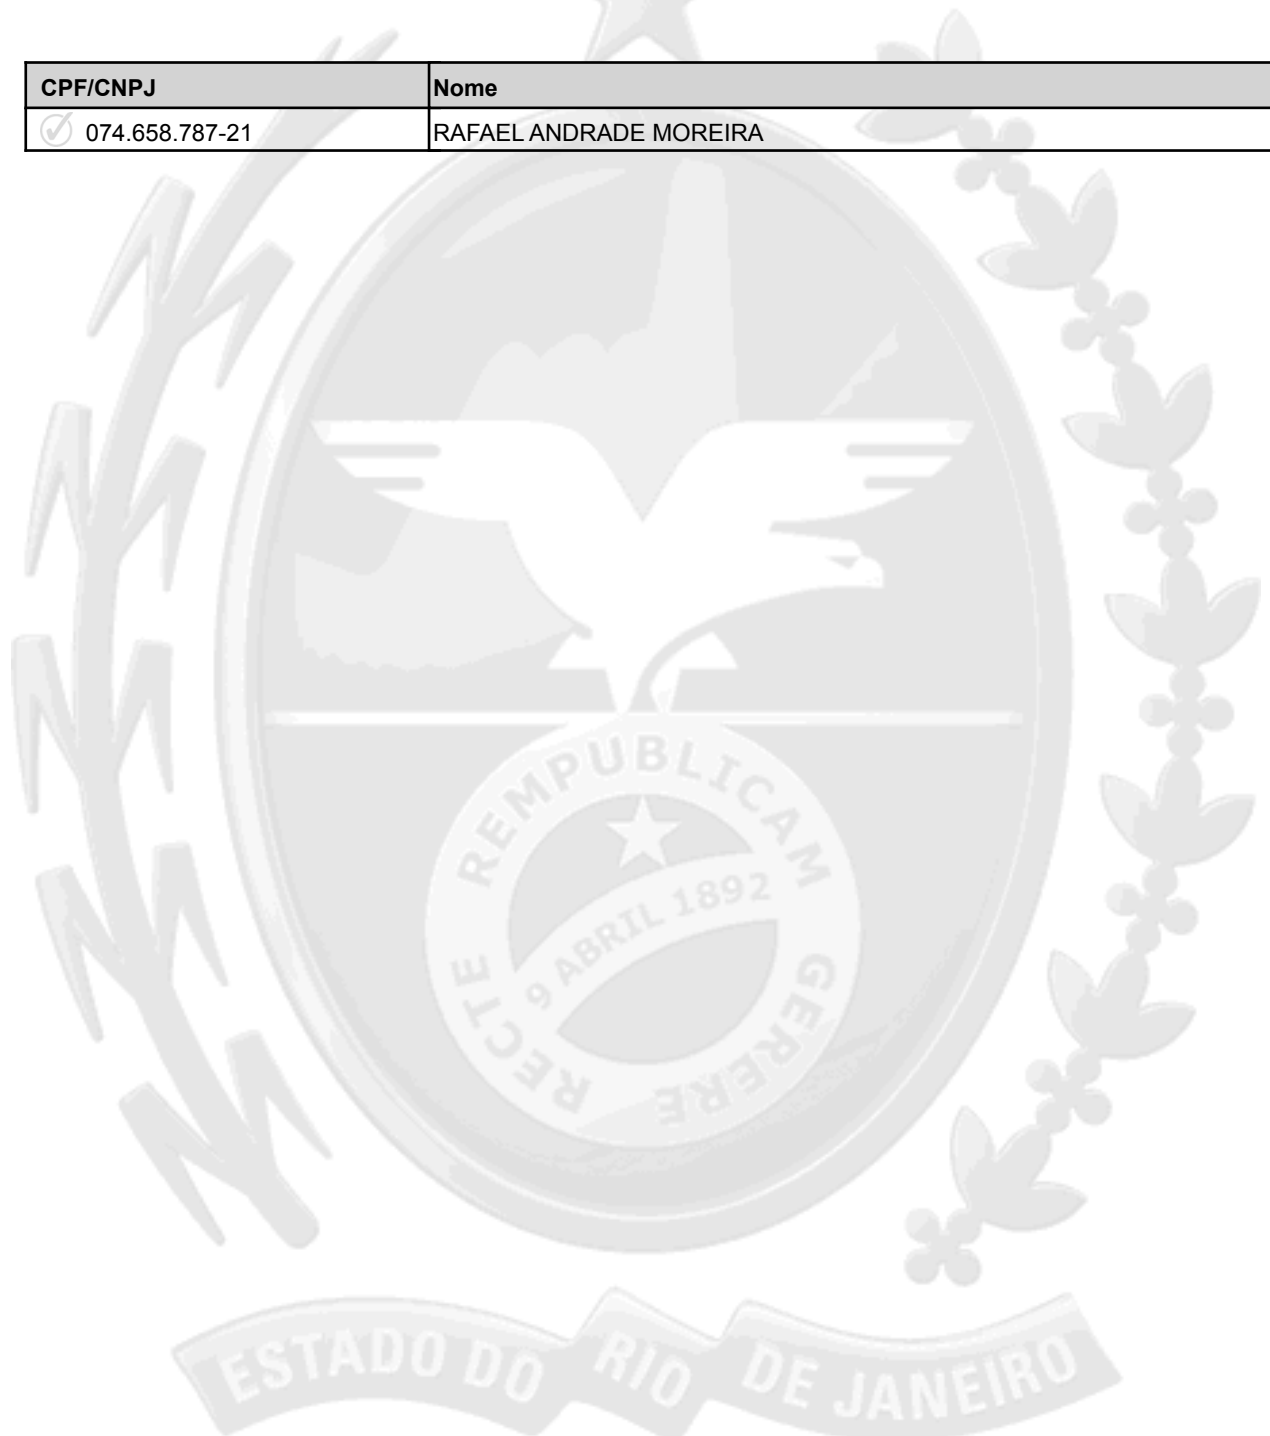 CPF/CNPJ Nome
074.658.787-21 RAFAEL ANDRADE MOREIRA
RECTE REMPUBLICAM GERERE
9 ABRIL 1892
ESTADO DO RIO DE JANEIRO